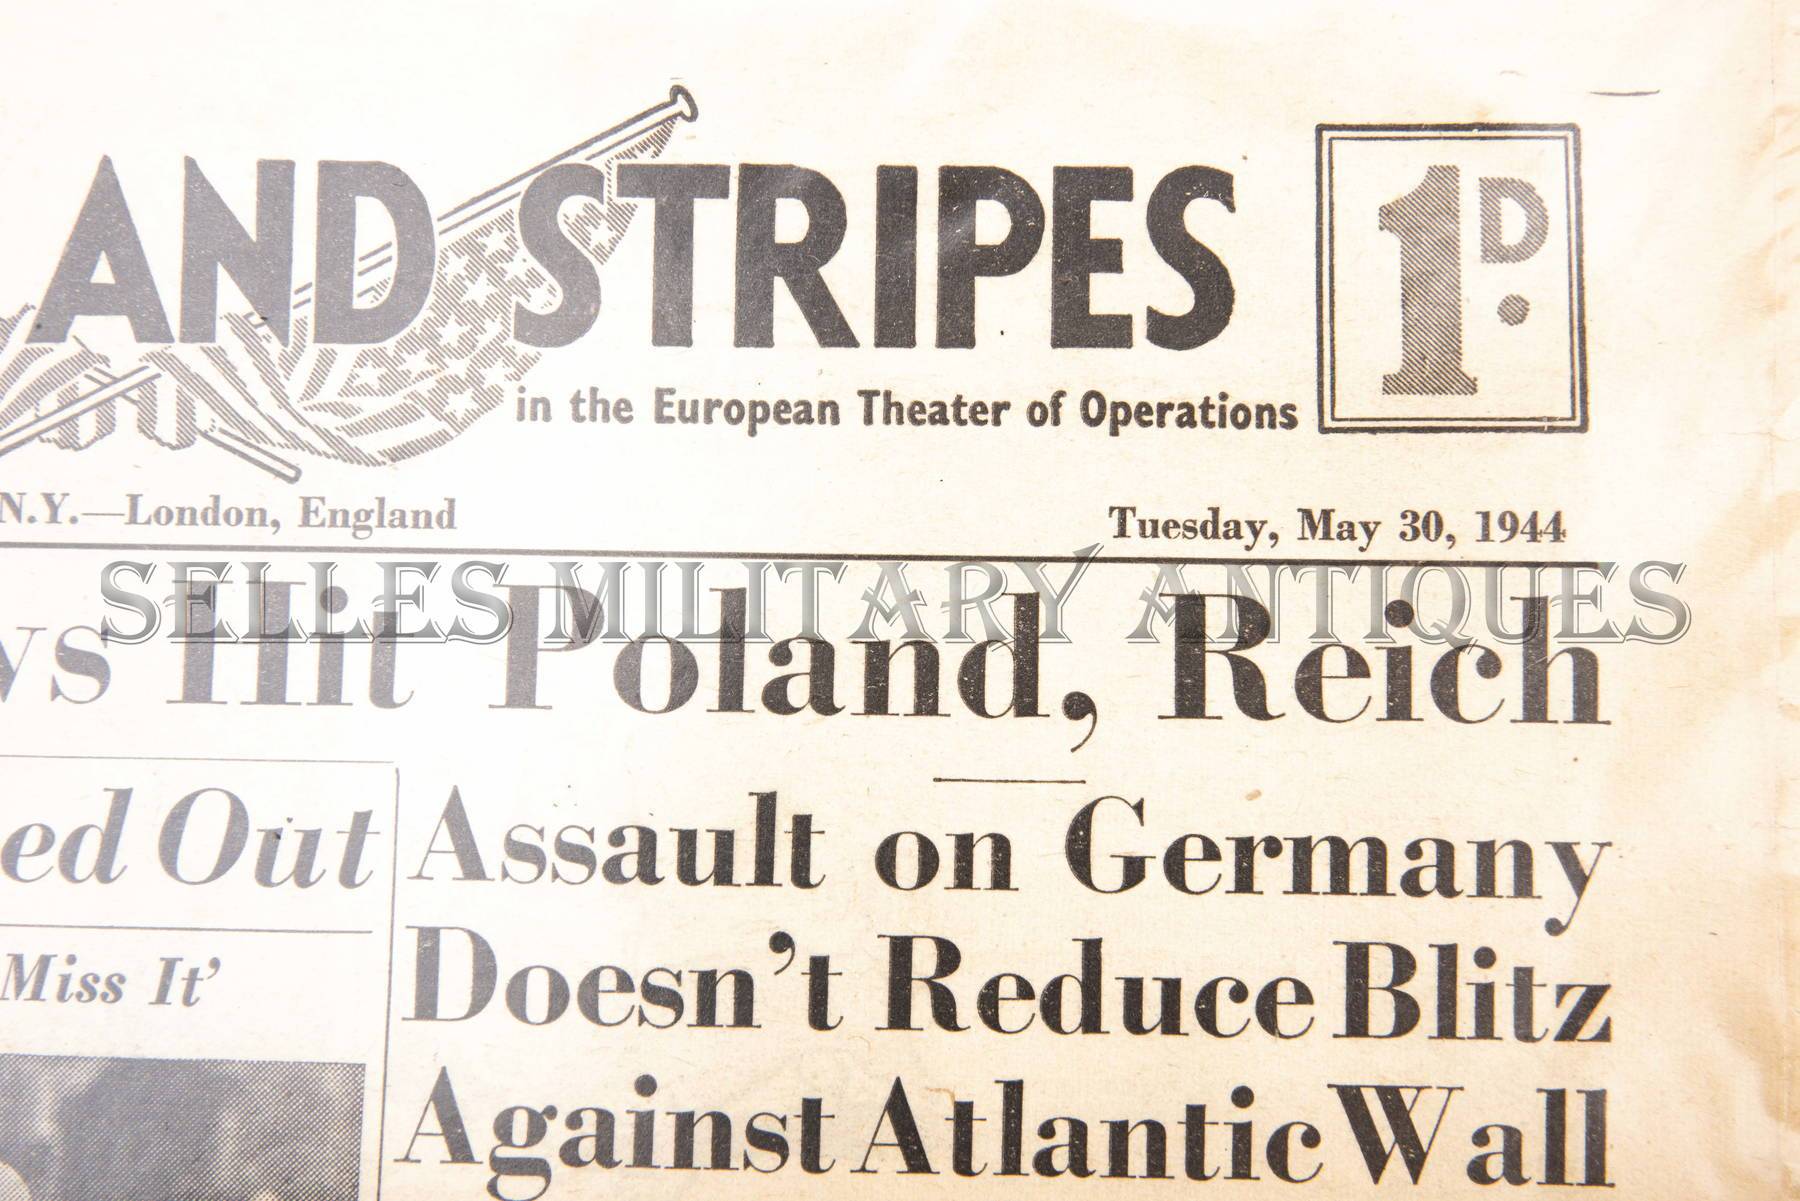 AND STRIPES
1D.
in the European Theater of Operations
N.Y.—London, England
Tuesday, May 30, 1944
SELLES MILITARY ANTIQUES
Hit Poland, Reich
ed Out
Miss It'
Assault on Germany
Doesn't Reduce Blitz
Against Atlantic Wall